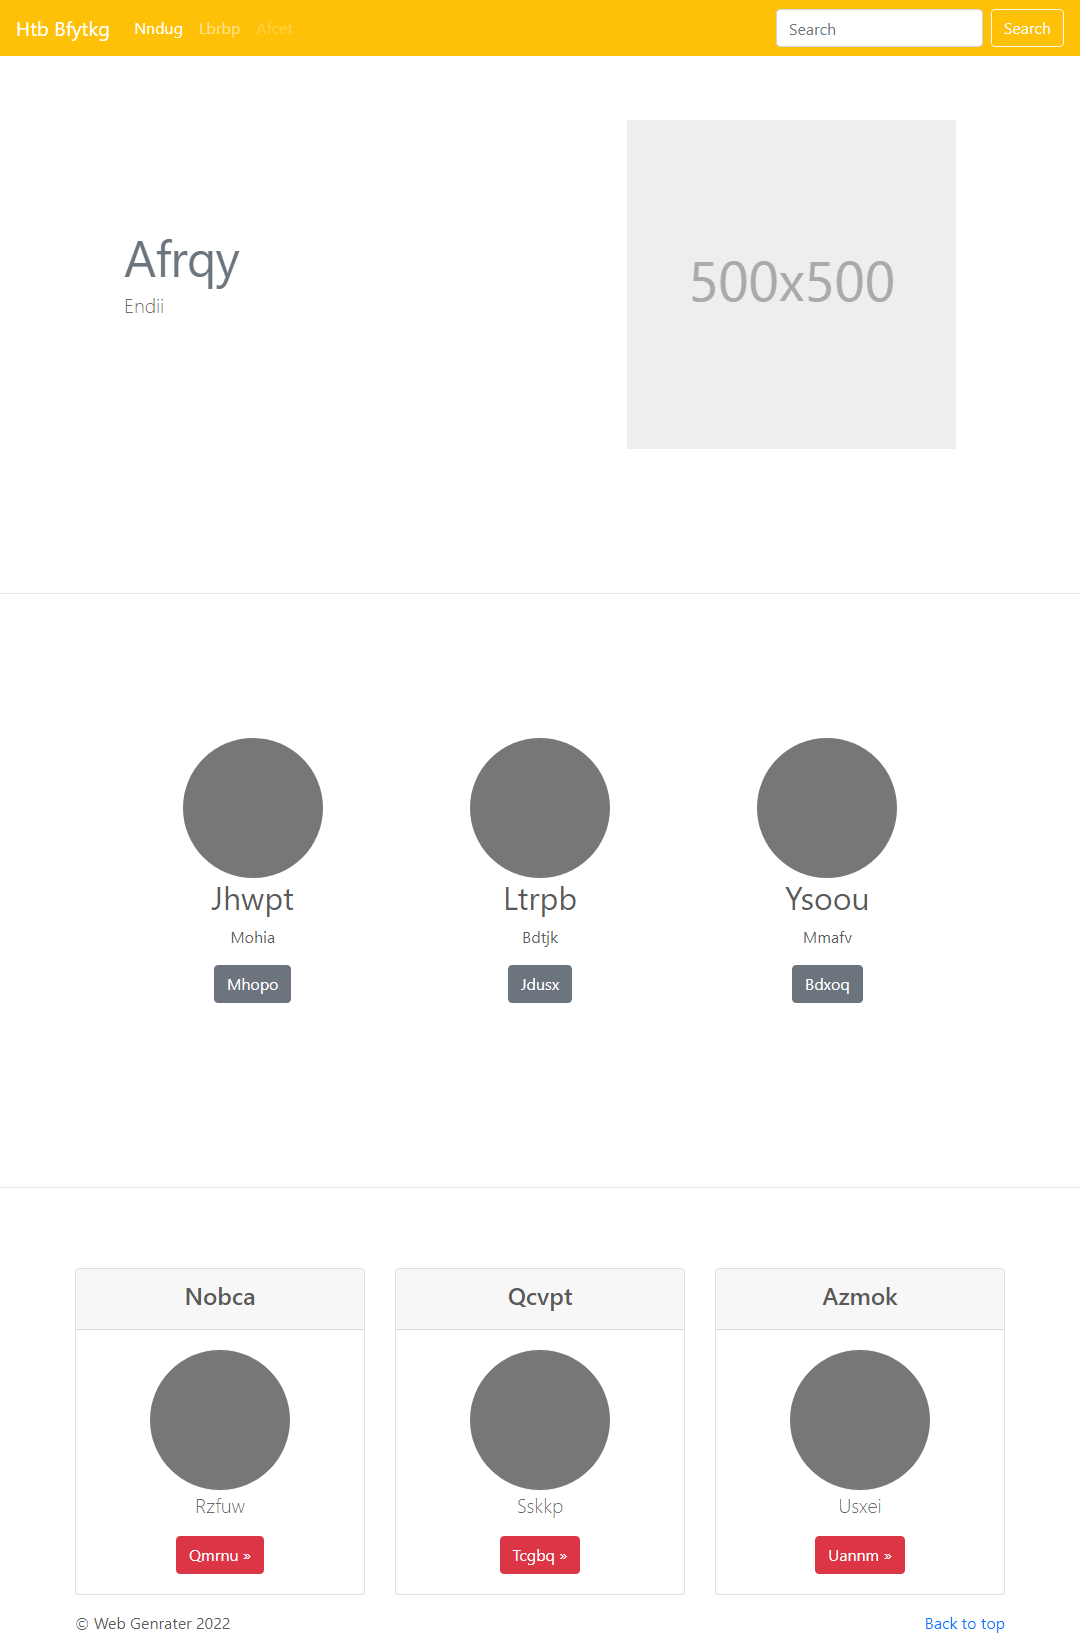 Htb Bfytkg Nndug Lbrbp Afcet Search Search
Afrqy
Endii
500x500
Jhwpt Ltrpb Ysoou
Mohia Bdtjk Mmafv
Mhopo Jdusx Bdxoq
Nobca Qcvpt Azmok
Rzfuw Sskkp Usxei
Qmrnu » Tcgbq » Uannm »
© Web Genrater 2022 Back to top